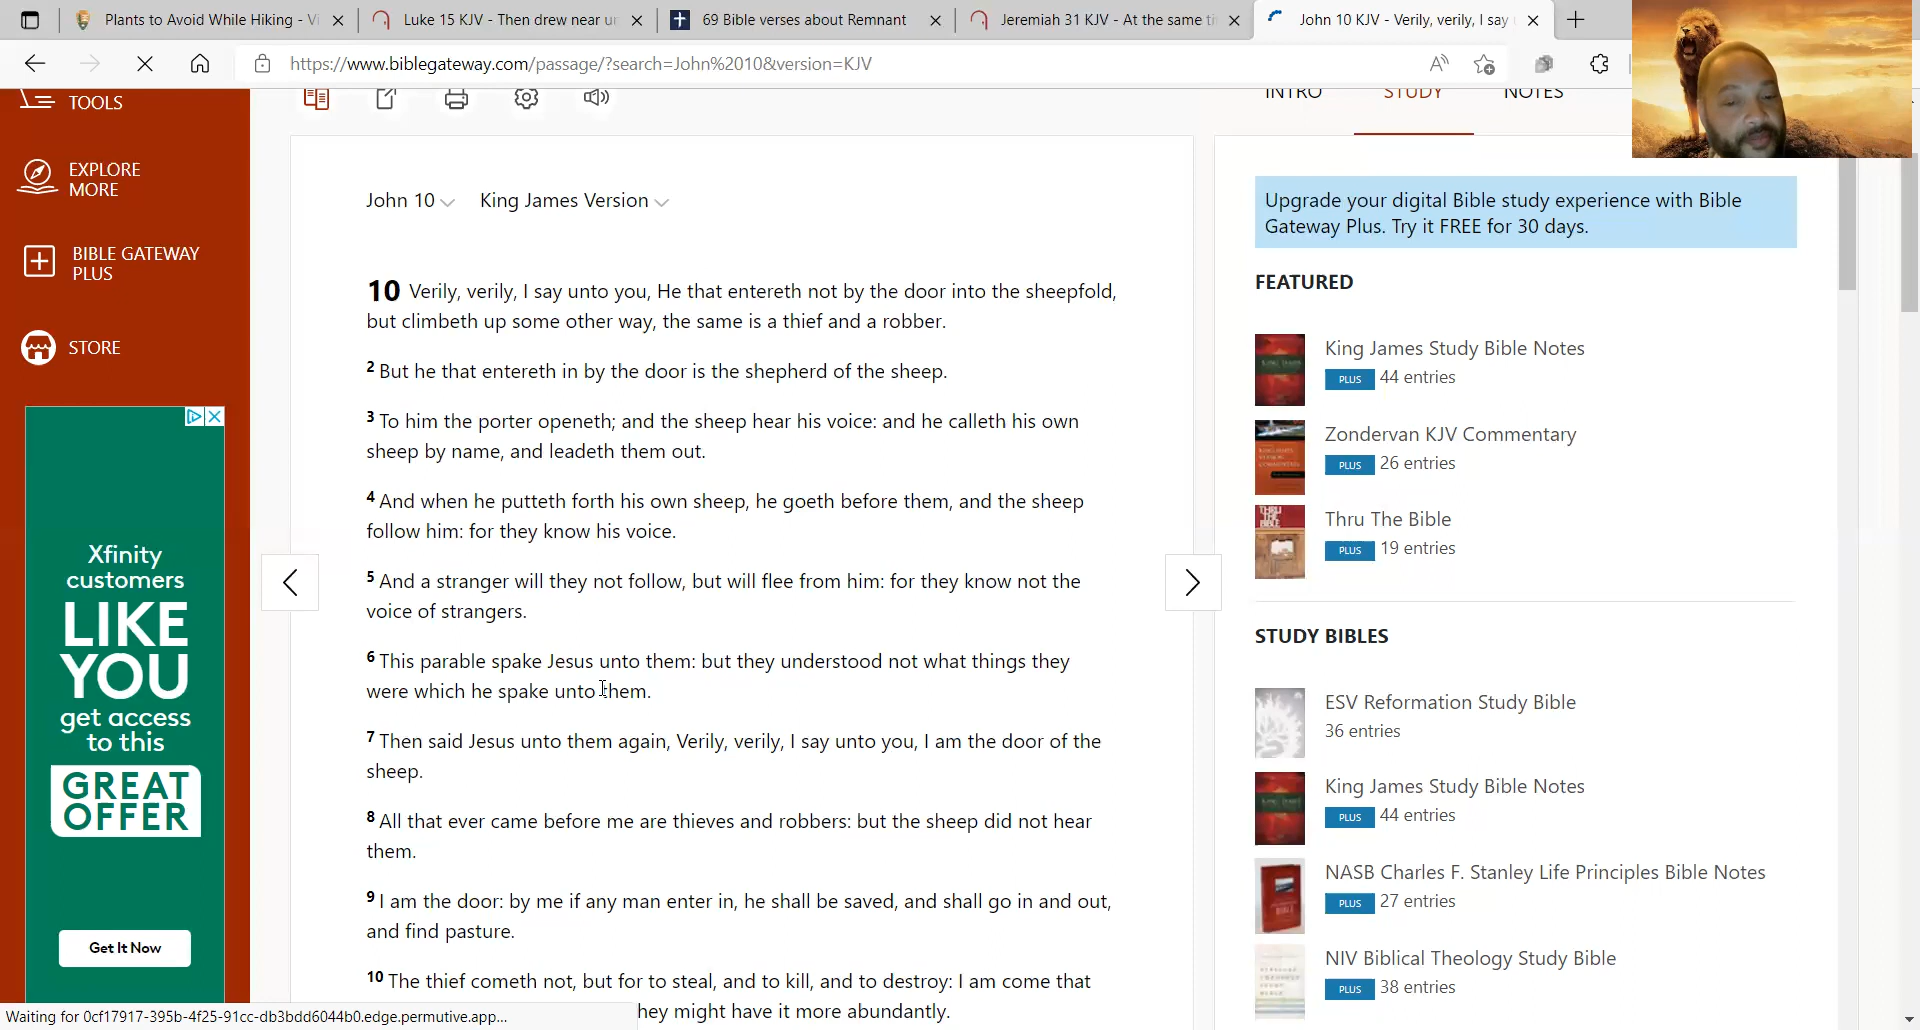 Plants to Avoid While Hiking - Vi
Luke 15 KJV - Then drew near un
69 Bible verses about Remnant
Jeremiah 31 KJV - At the same ti
John 10 KJV - Verily, verily, I say
https://www.biblegateway.com/passage/?search=John%2010&version=KJV
TOOLS
EXPLORE
MORE
BIBLE GATEWAY
PLUS
STORE
Xfinity
customers
LIKE
YOU
get access
to this
GREAT
OFFER
Get It Now
INTRO
STUDY
NOTES
John 10
King James Version
10 Verily, verily, I say unto you, He that entereth not by the door into the sheepfold,
but climbeth up some other way, the same is a thief and a robber.
2 But he that entereth in by the door is the shepherd of the sheep.
3 To him the porter openeth; and the sheep hear his voice: and he calleth his own
sheep by name, and leadeth them out.
4 And when he putteth forth his own sheep, he goeth before them, and the sheep
follow him: for they know his voice.
5 And a stranger will they not follow, but will flee from him: for they know not the
voice of strangers.
6 This parable spake Jesus unto them: but they understood not what things they
were which he spake unto them.
7 Then said Jesus unto them again, Verily, verily, I say unto you, I am the door of the
sheep.
8 All that ever came before me are thieves and robbers: but the sheep did not hear
them.
9 I am the door: by me if any man enter in, he shall be saved, and shall go in and out,
and find pasture.
10 The thief cometh not, but for to steal, and to kill, and to destroy: I am come that
hey might have it more abundantly.
Upgrade your digital Bible study experience with Bible
Gateway Plus. Try it FREE for 30 days.
FEATURED
King James Study Bible Notes
PLUS 44 entries
Zondervan KJV Commentary
PLUS 26 entries
Thru The Bible
PLUS 19 entries
STUDY BIBLES
ESV Reformation Study Bible
36 entries
King James Study Bible Notes
PLUS 44 entries
NASB Charles F. Stanley Life Principles Bible Notes
PLUS 27 entries
NIV Biblical Theology Study Bible
PLUS 38 entries
Waiting for 0cf17917-395b-4f25-91cc-db3bdd6044b0.edge.permutive.app...